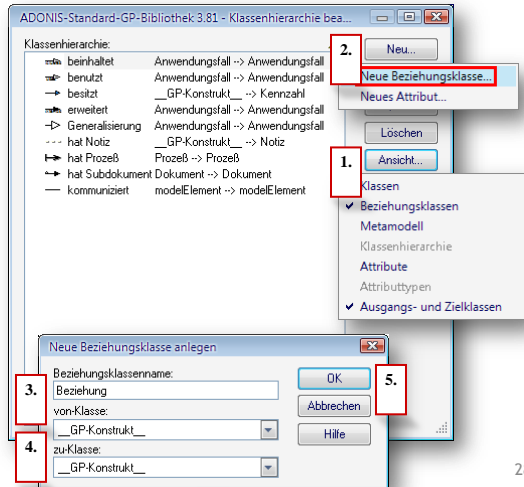 ADONIS-Standard-GP-Bibliothek 3.81 - Klassenhierarchie bea...
Klassenhierarchie:
beinhaltet Anwendungsfall --> Anwendungsfall
benutzt Anwendungsfall --> Anwendungsfall
besitzt __GP-Konstrukt__ --> Kennzahl
erweitert Anwendungsfall --> Anwendungsfall
Generalisierung Anwendungsfall --> Anwendungsfall
hat Notiz __GP-Konstrukt__ --> Notiz
hat Prozeß Prozeß --> Prozeß
hat Subdokument Dokument --> Dokument
kommuniziert modelElement --> modelElement
2.
Neu...
Neue Beziehungsklasse...
Neues Attribut...
Löschen
1.
Ansicht...
Klassen
Beziehungsklassen
Metamodell
Klassenhierarchie
Attribute
Attributtypen
Ausgangs- und Zielklassen
Neue Beziehungsklasse anlegen
3.
Beziehungsklassenname:
Beziehung
von-Klasse:
__GP-Konstrukt__
4.
zu-Klasse:
__GP-Konstrukt__
OK
5.
Abbrechen
Hilfe